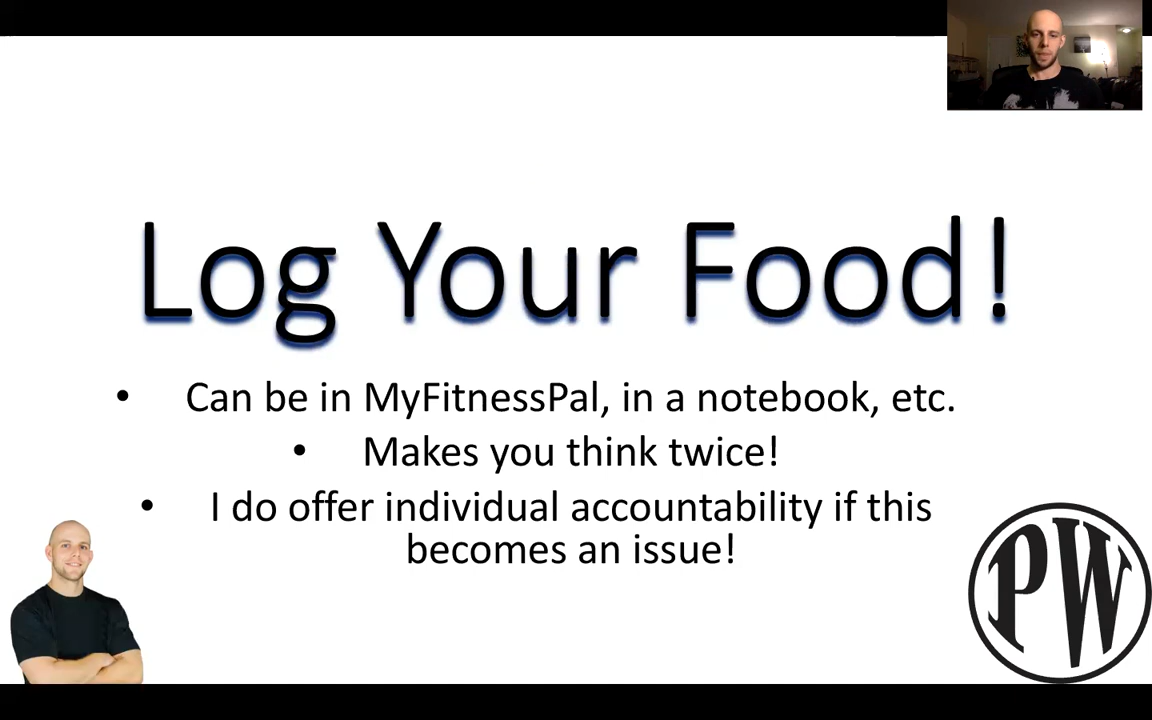 Log Your Food!
• Can be in MyFitnessPal, in a notebook, etc.
• Makes you think twice!
• I do offer individual accountability if this
becomes an issue!
PW